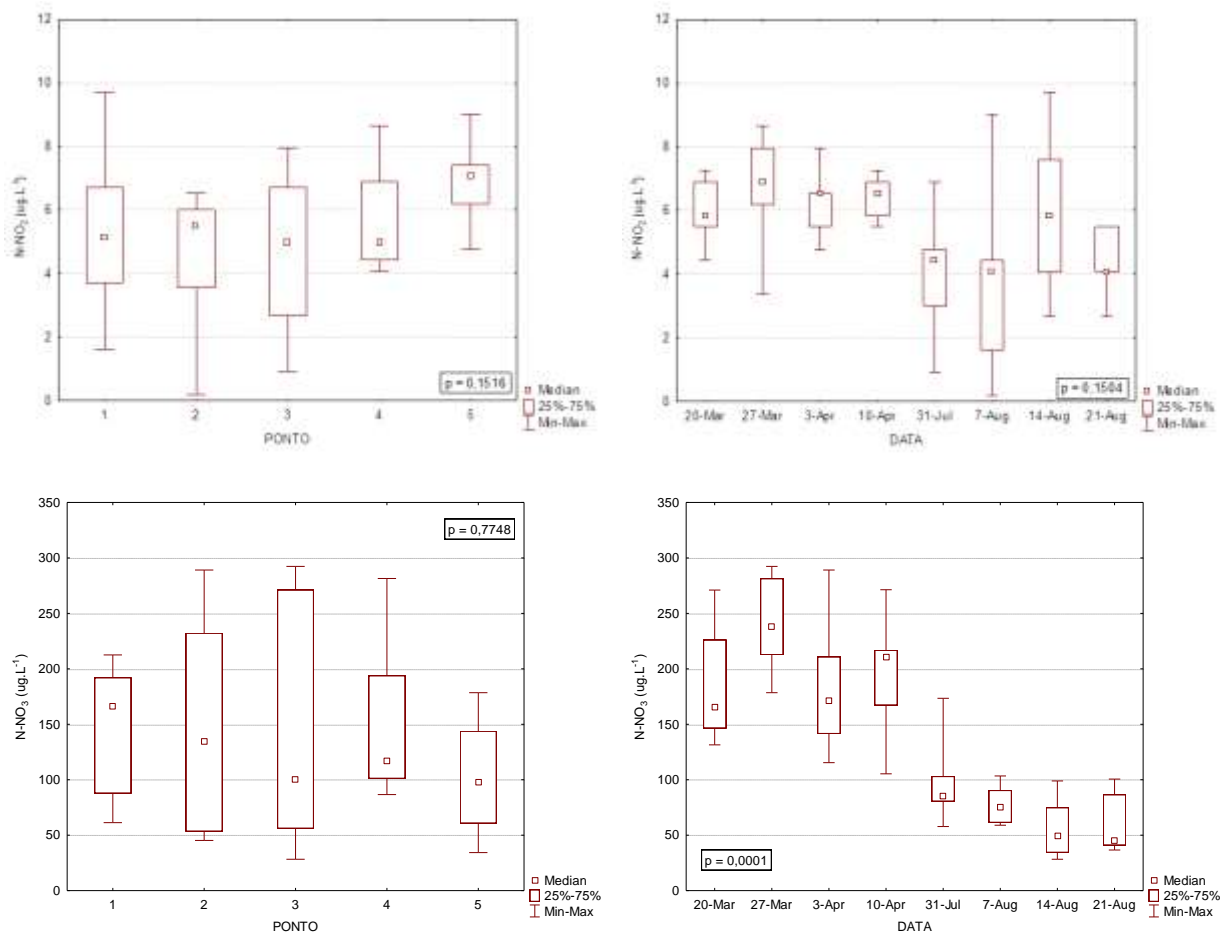 12
10
8
6
4
2
0
N-NO₂ (ug.L⁻¹)
p = 0,1516
1 2 3 4 5
PONTO
Median
25%-75%
Min-Max
12
10
8
6
4
2
0
N-NO₂ (ug.L⁻¹)
p = 0,1504
20-Mar 27-Mar 3-Apr 10-Apr 31-Jul 7-Aug 14-Aug 21-Aug
DATA
Median
25%-75%
Min-Max
350
300
250
200
150
100
50
0
N-NO₃ (ug.L⁻¹)
p = 0,7748
1 2 3 4 5
PONTO
Median
25%-75%
Min-Max
350
300
250
200
150
100
50
0
N-NO₃ (ug.L⁻¹)
p = 0,0001
20-Mar 27-Mar 3-Apr 10-Apr 31-Jul 7-Aug 14-Aug 21-Aug
DATA
Median
25%-75%
Min-Max